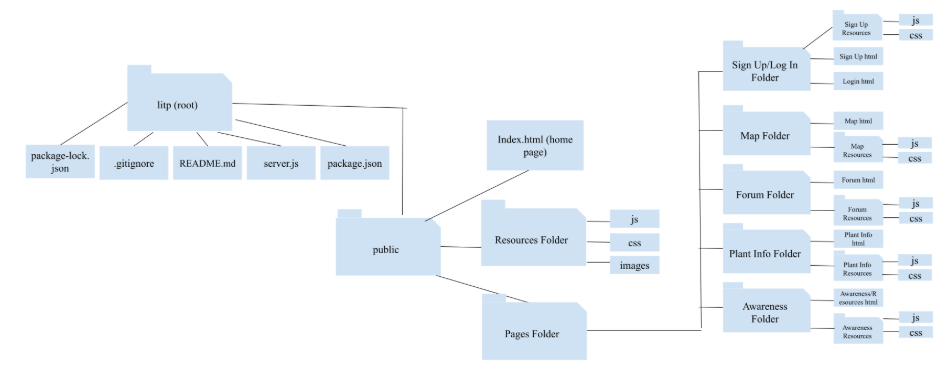 litp (root)
package-lock.
json
.gitignore
README.md
server.js
package.json
Index.html (home
page)
public
Resources Folder
js
css
images
Pages Folder
Sign Up/Log In
Folder
Sign Up
Resources
js
css
Sign Up html
Login html
Map Folder
Map html
Map
Resources
js
css
Forum Folder
Forum html
Forum
Resources
js
css
Plant Info Folder
Plant Info
html
Plant Info
Resources
js
css
Awareness
Folder
Awareness/R
esources html
Awareness
Resources
js
css